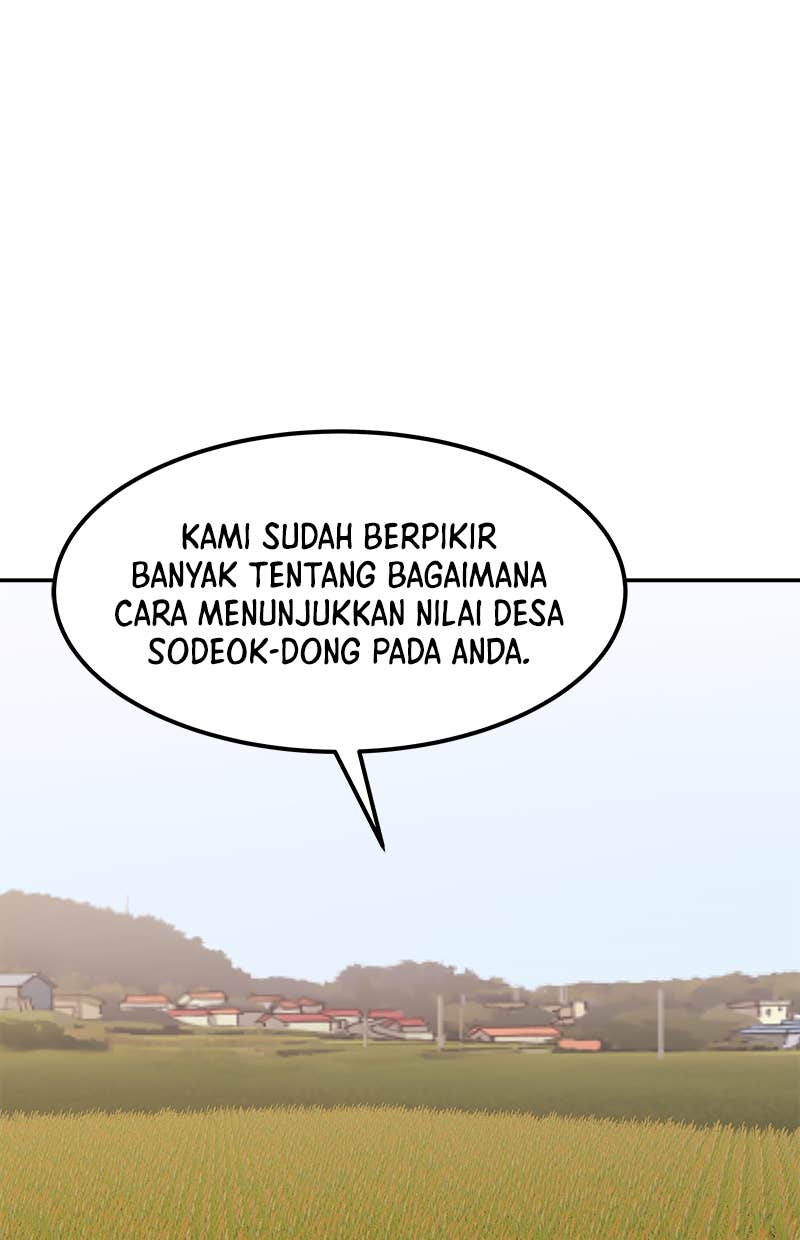 KAMI SUDAH BERPIKIR
BANYAK TENTANG BAGAIMANA
CARA MENUNJUKKAN NILAI DESA
SODEOK-DONG PADA ANDA.